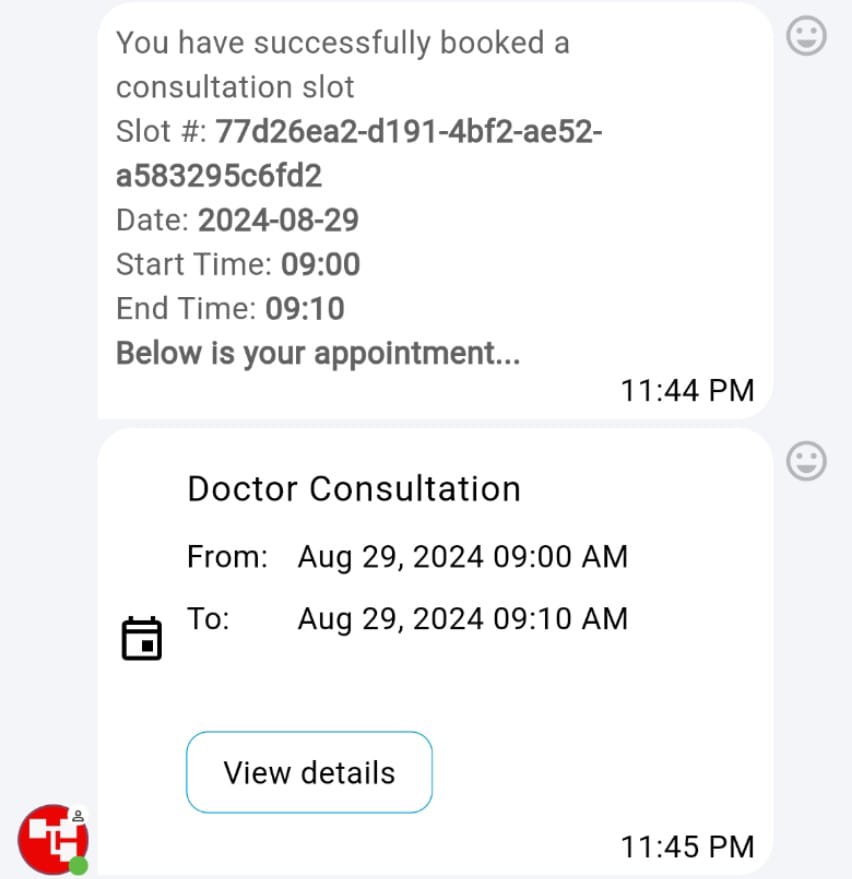 You have successfully booked a
consultation slot
Slot #: 77d26ea2-d191-4bf2-ae52-
a583295c6fd2
Date: 2024-08-29
Start Time: 09:00
End Time: 09:10
Below is your appointment...
11:44 PM
Doctor Consultation
From: Aug 29, 2024 09:00 AM
To: Aug 29, 2024 09:10 AM
View details
11:45 PM